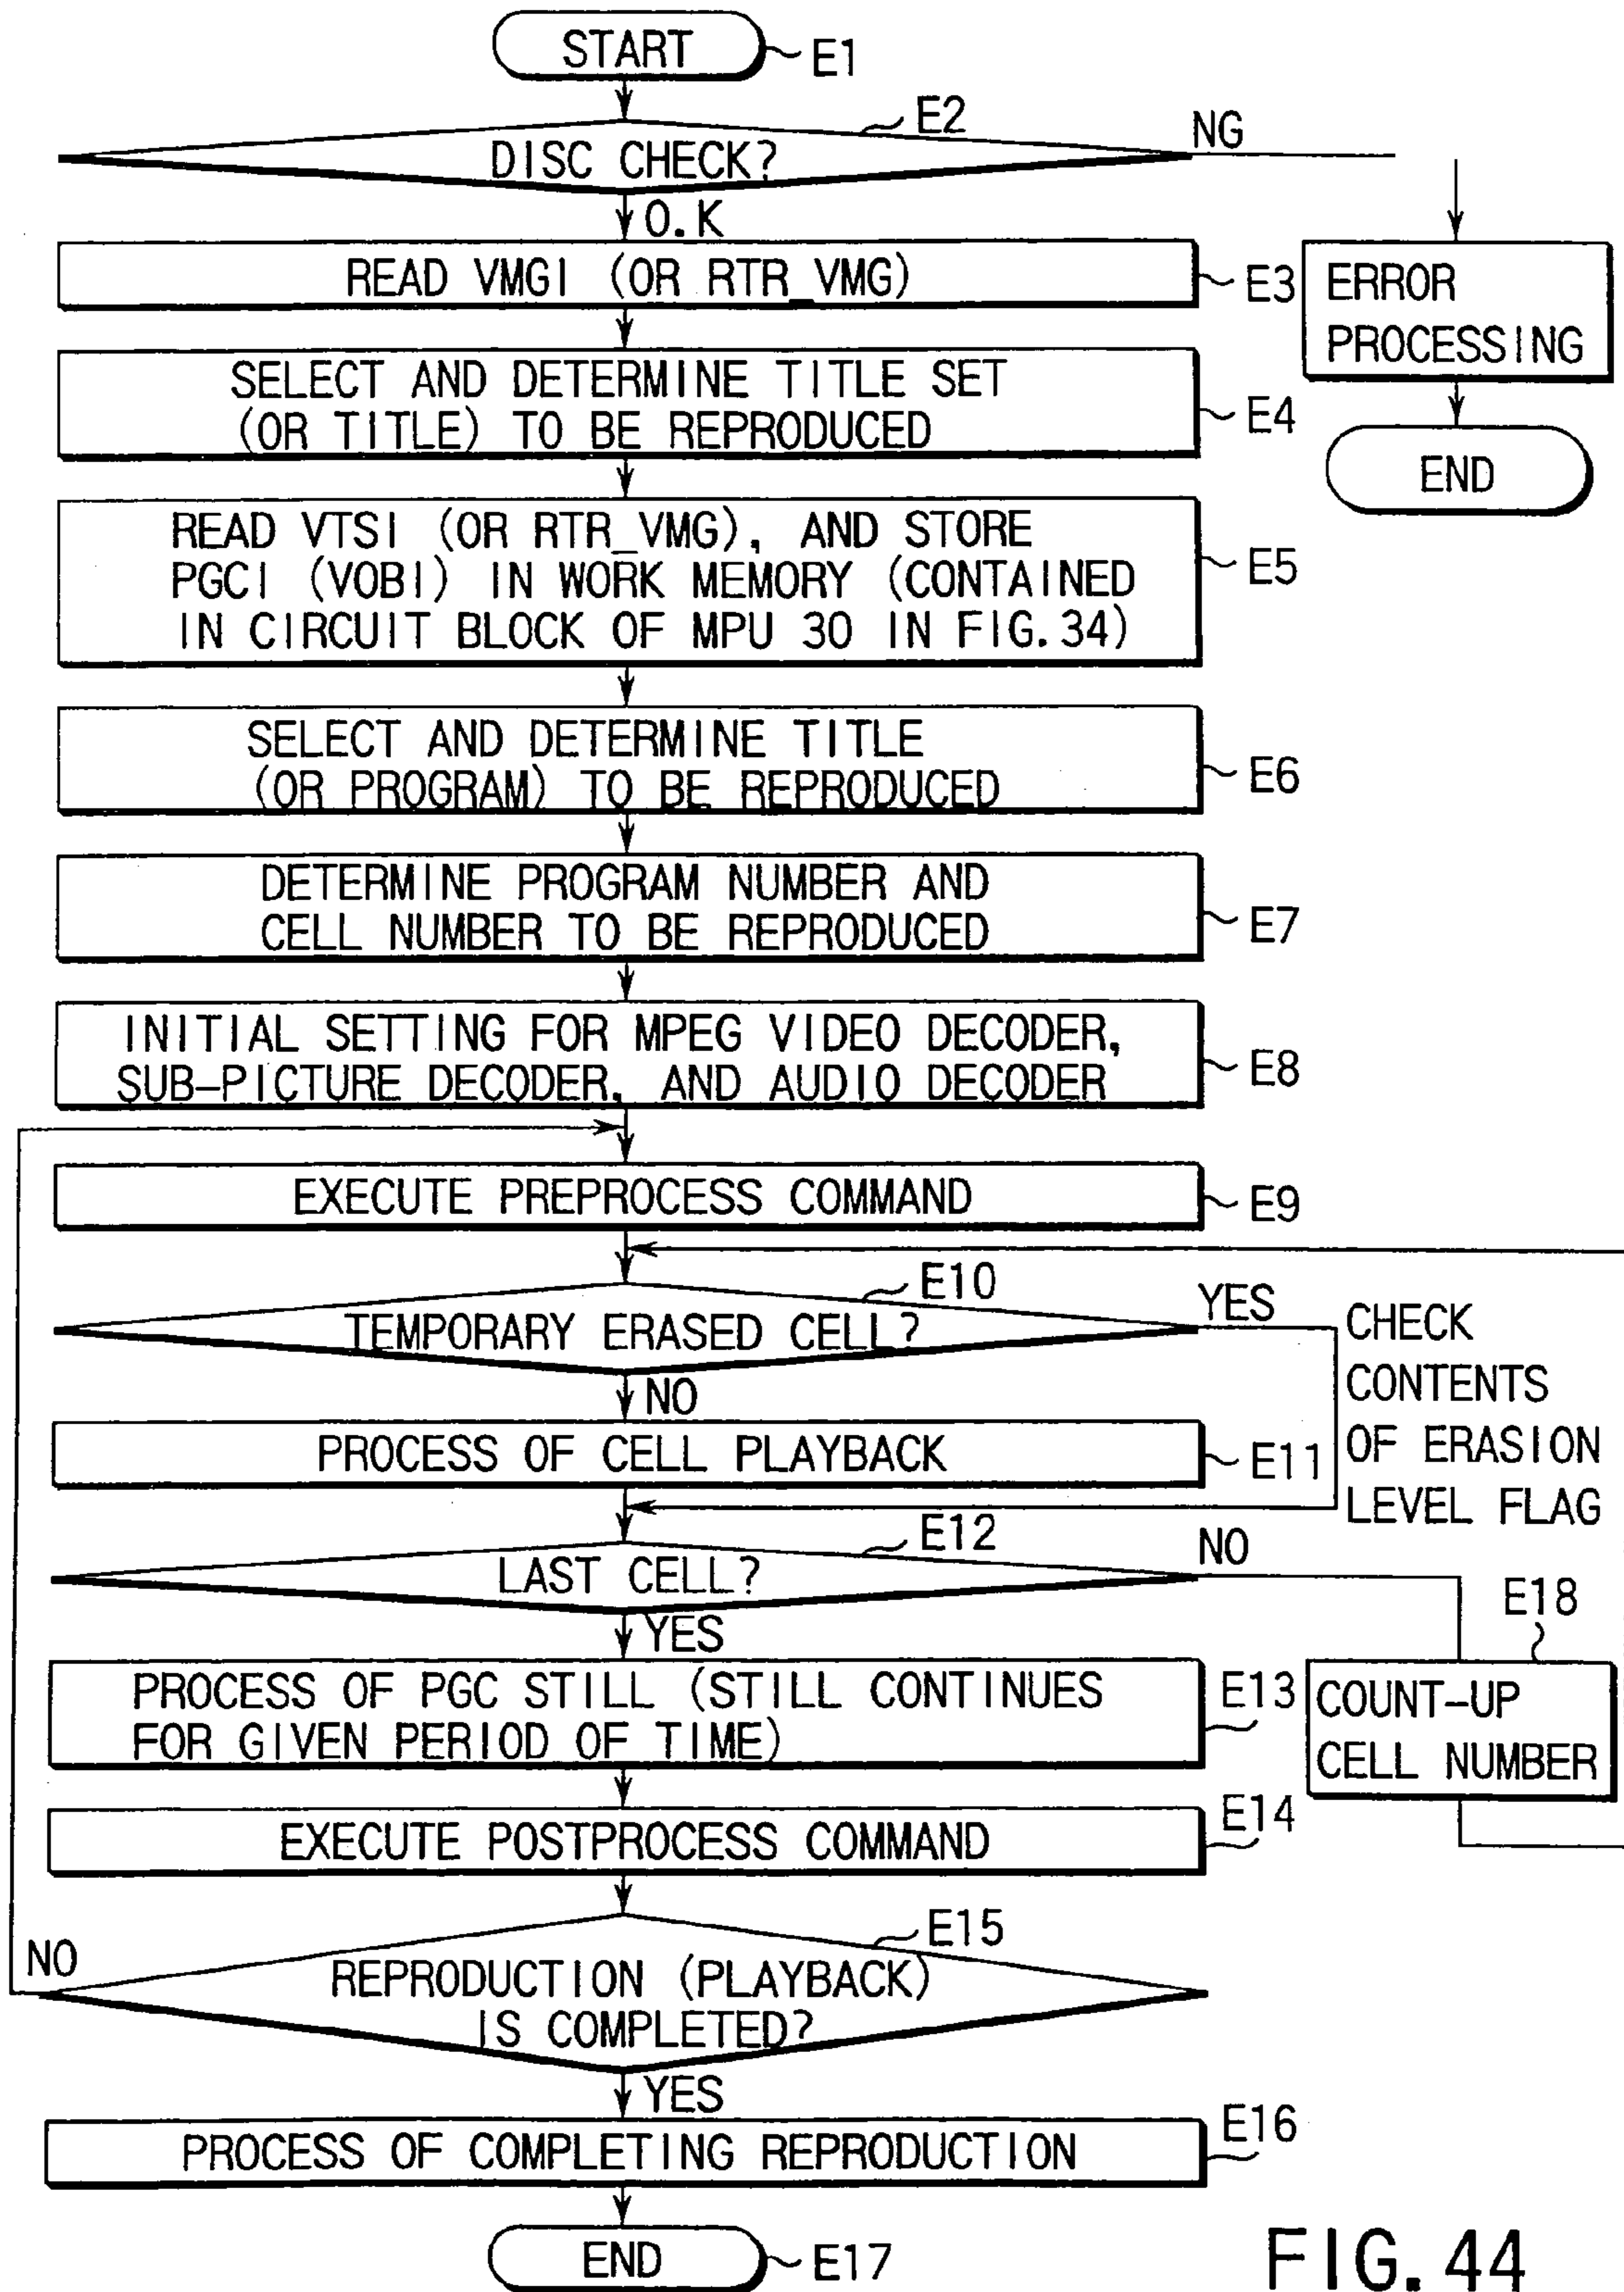 START
E1
E2
NG
DISC CHECK?
O.K
READ VMGI (OR RTR_VMG)
E3
ERROR
PROCESSING
END
SELECT AND DETERMINE TITLE SET
(OR TITLE) TO BE REPRODUCED
E4
READ VTSI (OR RTR_VMG), AND STORE
PGCI (VOBI) IN WORK MEMORY (CONTAINED
IN CIRCUIT BLOCK OF MPU 30 IN FIG.34)
E5
SELECT AND DETERMINE TITLE
(OR PROGRAM) TO BE REPRODUCED
E6
DETERMINE PROGRAM NUMBER AND
CELL NUMBER TO BE REPRODUCED
E7
INITIAL SETTING FOR MPEG VIDEO DECODER,
SUB-PICTURE DECODER, AND AUDIO DECODER
E8
EXECUTE PREPROCESS COMMAND
E9
E10
YES
TEMPORARY ERASED CELL?
CHECK
CONTENTS
OF ERASION
LEVEL FLAG
NO
PROCESS OF CELL PLAYBACK
E11
E12
NO
LAST CELL?
YES
E18
COUNT-UP
CELL NUMBER
PROCESS OF PGC STILL (STILL CONTINUES
FOR GIVEN PERIOD OF TIME)
E13
EXECUTE POSTPROCESS COMMAND
E14
E15
NO
REPRODUCTION (PLAYBACK)
IS COMPLETED?
YES
PROCESS OF COMPLETING REPRODUCTION
E16
END
E17
FIG. 44